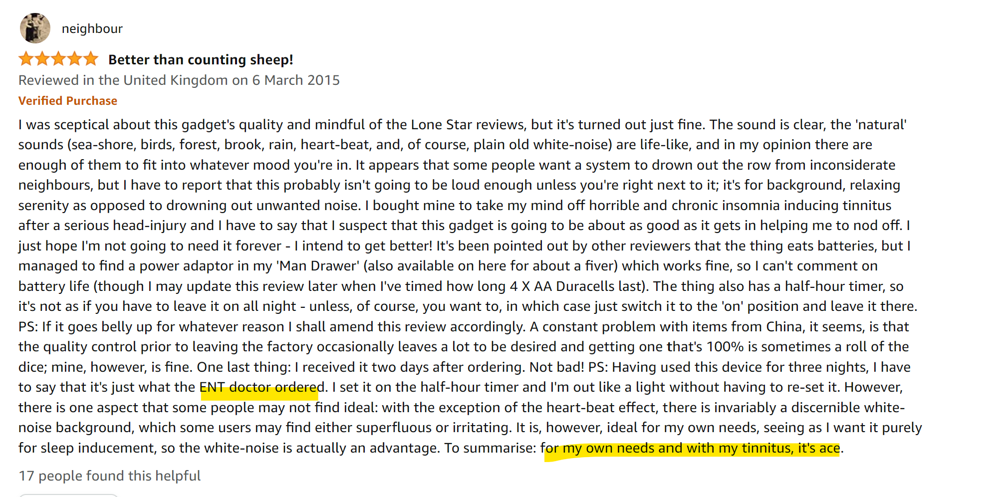 neighbour
Better than counting sheep!
Reviewed in the United Kingdom on 6 March 2015
Verified Purchase
I was sceptical about this gadget's quality and mindful of the Lone Star reviews, but it's turned out just fine. The sound is clear, the 'natural'
sounds (sea-shore, birds, forest, brook, rain, heart-beat, and, of course, plain old white-noise) are life-like, and in my opinion there are
enough of them to fit into whatever mood you're in. It appears that some people want a system to drown out the row from inconsiderate
neighbours, but I have to report that this probably isn't going to be loud enough unless you're right next to it; it's for background, relaxing
serenity as opposed to drowning out unwanted noise. I bought mine to take my mind off horrible and chronic insomnia inducing tinnitus
after a serious head-injury and I have to say that I suspect that this gadget is going to be about as good as it gets in helping me to nod off. I
just hope I'm not going to need it forever - I intend to get better! It's been pointed out by other reviewers that the thing eats batteries, but I
managed to find a power adaptor in my 'Man Drawer' (also available on here for about a fiver) which works fine, so I can't comment on
battery life (though I may update this review later when I've timed how long 4 X AA Duracells last). The thing also has a half-hour timer, so
it's not as if you have to leave it on all night - unless, of course, you want to, in which case just switch it to the 'on' position and leave it there.
PS: If it goes belly up for whatever reason I shall amend this review accordingly. A constant problem with items from China, it seems, is that
the quality control prior to leaving the factory occasionally leaves a lot to be desired and getting one that's 100% is sometimes a roll of the
dice; mine, however, is fine. One last thing: I received it two days after ordering. Not bad! PS: Having used this device for three nights, I have
to say that it's just what the ENT doctor ordered. I set it on the half-hour timer and I'm out like a light without having to re-set it. However,
there is one aspect that some people may not find ideal: with the exception of the heart-beat effect, there is invariably a discernible white-
noise background, which some users may find either superfluous or irritating. It is, however, ideal for my own needs, seeing as I want it purely
for sleep inducement, so the white-noise is actually an advantage. To summarise: for my own needs and with my tinnitus, it's ace.
17 people found this helpful